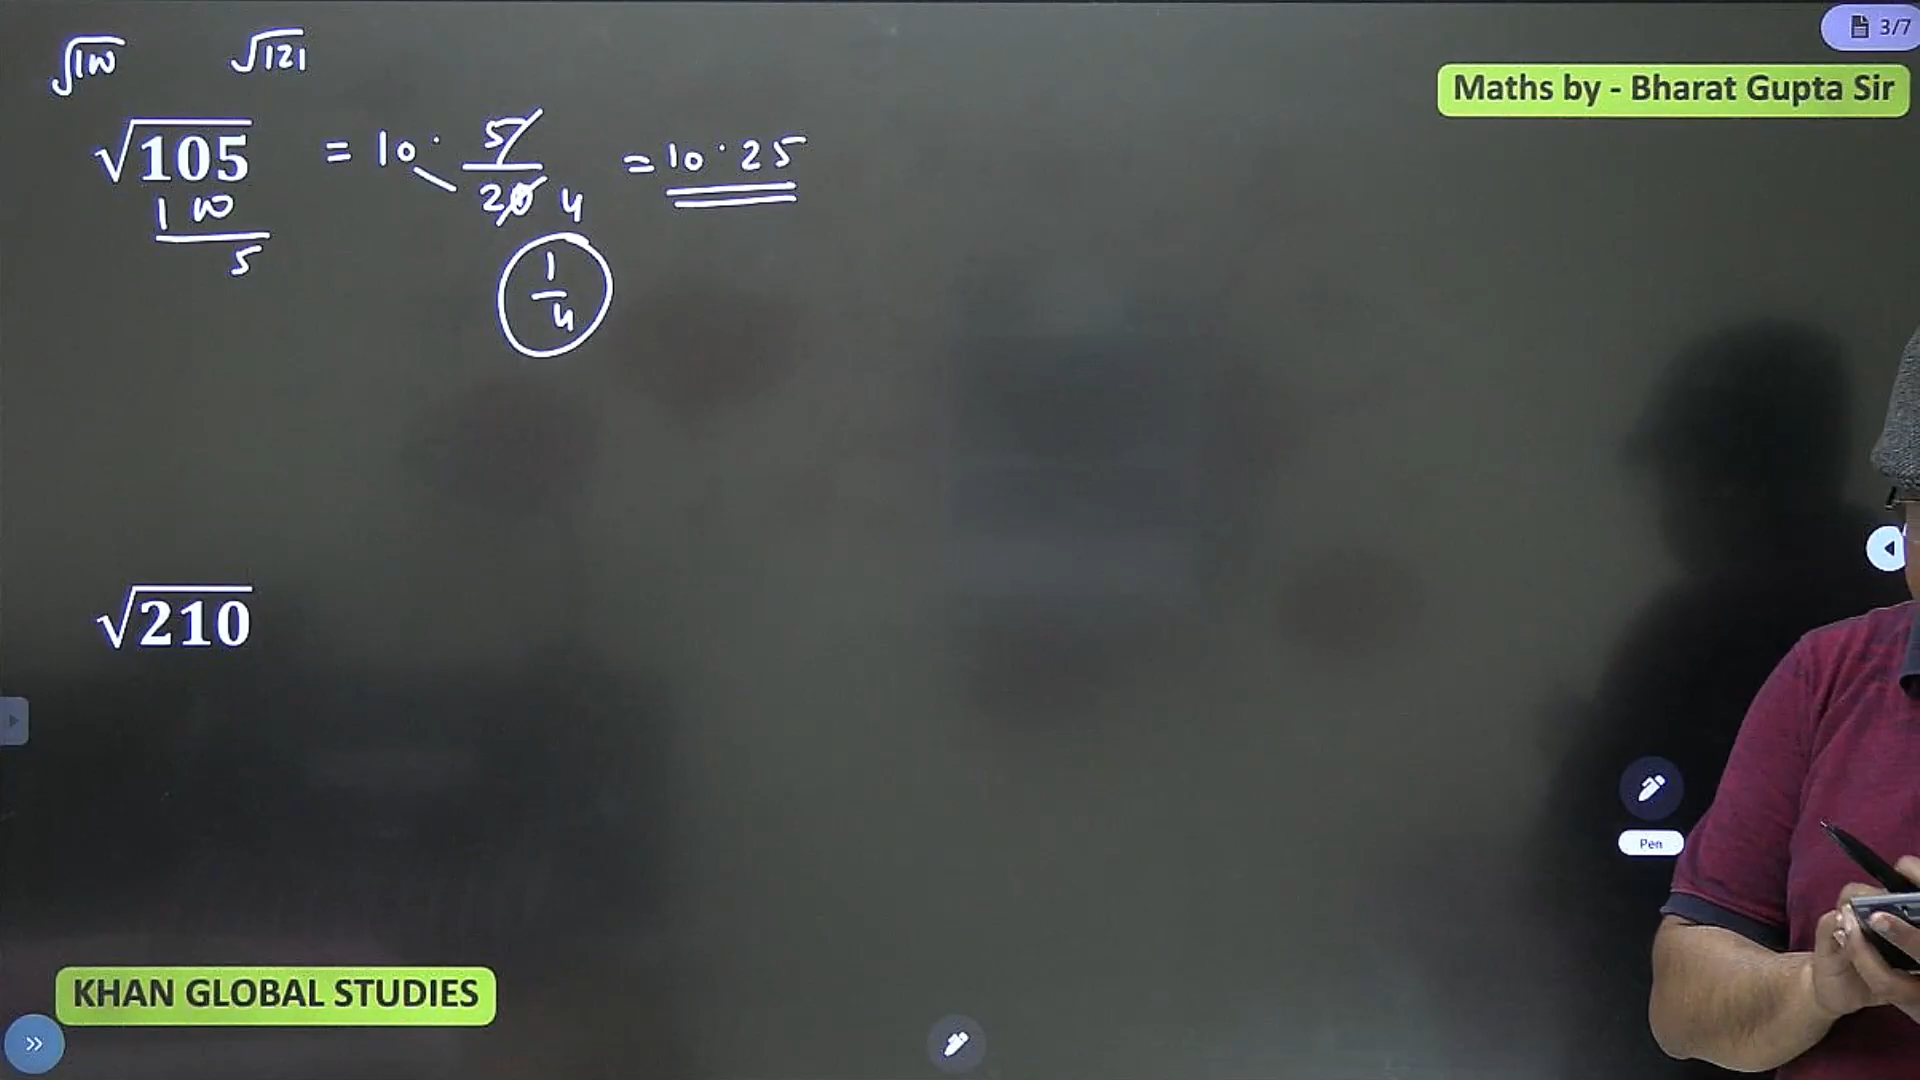 3/7
Maths by - Bharat Gupta Sir
√100 √121
√105 = 10 · 5/20 4 = 10·25
100
5
1/4
√210
Pen
KHAN GLOBAL STUDIES